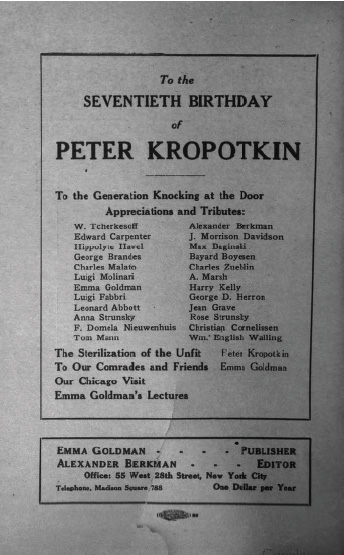 To the
SEVENTIETH BIRTHDAY
of
PETER KROPOTKIN
To the Generation Knocking at the Door
Appreciations and Tributes:
W. Tcherkesoff Alexander Berkman
Edward Carpenter J. Morrison Davidson
Hippolyte Havel Max Baginski
George Brandes Bayard Boyesen
Charles Malato Charles Zueblin
Luigi Molinari A. Marsh
Emma Goldman Harry Kelly
Luigi Fabbri George D. Herron
Leonard Abbott Jean Grave
Anna Strunsky Rose Strunsky
F. Domela Nieuwenhuis Christian Cornelissen
Tom Mann Wm. English Walling
The Sterilization of the Unfit Peter Kropotkin
To Our Comrades and Friends Emma Goldman
Our Chicago Visit
Emma Goldman's Lectures
EMMA GOLDMAN - - - - PUBLISHER
ALEXANDER BERKMAN - - - EDITOR
Office: 55 West 28th Street, New York City
Telephone, Madison Square 788 One Dollar per Year